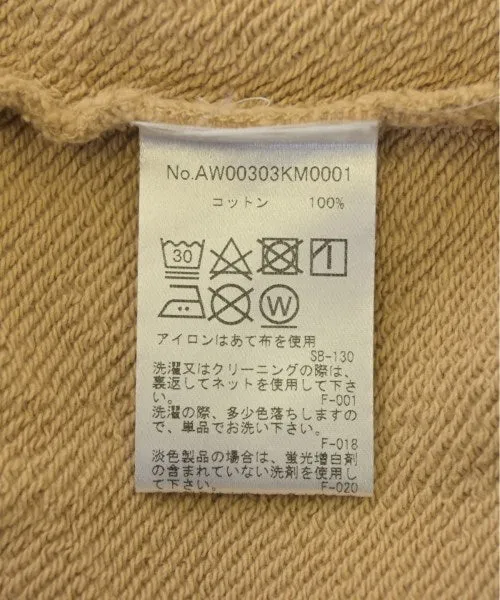 No.AW00303KM0001
コットン 100%
30
W
アイロンはあて布を使用
SB-130
洗濯又はクリーニングの際は、
裏返してネットを使用して下さ
い。 F-001
洗濯の際、多少色落ちしますの
で、単品でお洗い下さい。
F-018
淡色製品の場合は、蛍光増白剤
の含まれていない洗剤を使用し
て下さい。 F-020